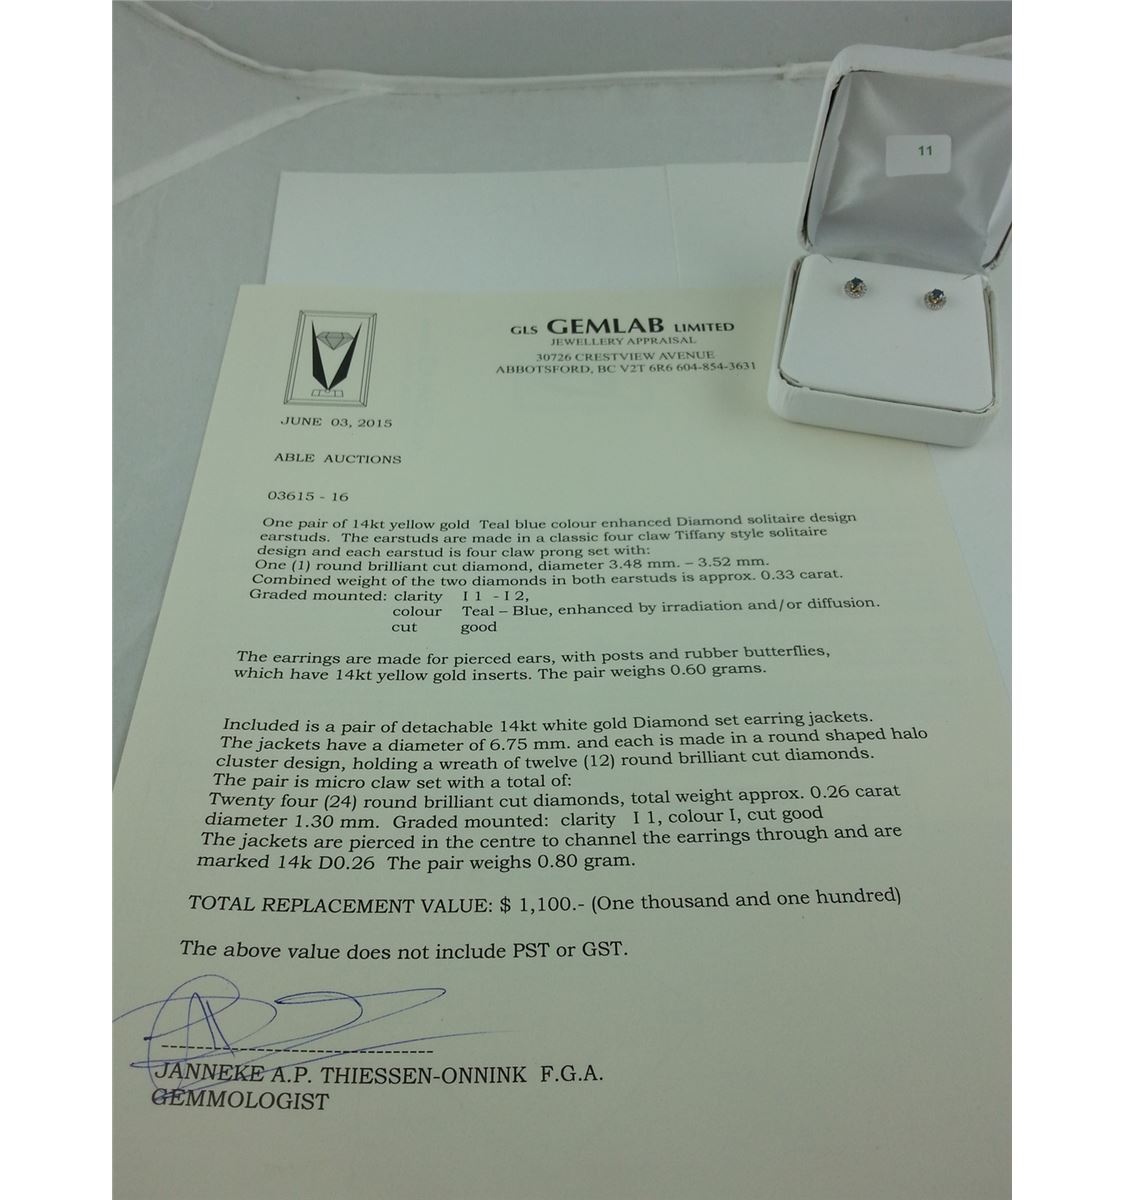 11
GLS GEMLAB LIMITED
JEWELLERY APPRAISAL
30726 CRESTVIEW AVENUE
ABBOTSFORD, BC V2T 6R6 604-854-3631
JUNE 03, 2015
ABLE AUCTIONS
03615 - 16
One pair of 14kt yellow gold Teal blue colour enhanced Diamond solitaire design
earstuds. The earstuds are made in a classic four claw Tiffany style solitaire
design and each earstud is four claw prong set with:
One (1) round brilliant cut diamond, diameter 3.48 mm. – 3.52 mm.
Combined weight of the two diamonds in both earstuds is approx. 0.33 carat.
Graded mounted: clarity I 1 - I 2,
colour Teal – Blue, enhanced by irradiation and/or diffusion.
cut good
The earrings are made for pierced ears, with posts and rubber butterflies,
which have 14kt yellow gold inserts. The pair weighs 0.60 grams.
Included is a pair of detachable 14kt white gold Diamond set earring jackets.
The jackets have a diameter of 6.75 mm. and each is made in a round shaped halo
cluster design, holding a wreath of twelve (12) round brilliant cut diamonds.
The pair is micro claw set with a total of:
Twenty four (24) round brilliant cut diamonds, total weight approx. 0.26 carat
diameter 1.30 mm. Graded mounted: clarity I 1, colour I, cut good
The jackets are pierced in the centre to channel the earrings through and are
marked 14k D0.26 The pair weighs 0.80 gram.
TOTAL REPLACEMENT VALUE: $ 1,100.- (One thousand and one hundred)
The above value does not include PST or GST.
JANNEKE A.P. THIESSEN-ONNINK F.G.A.
GEMMOLOGIST